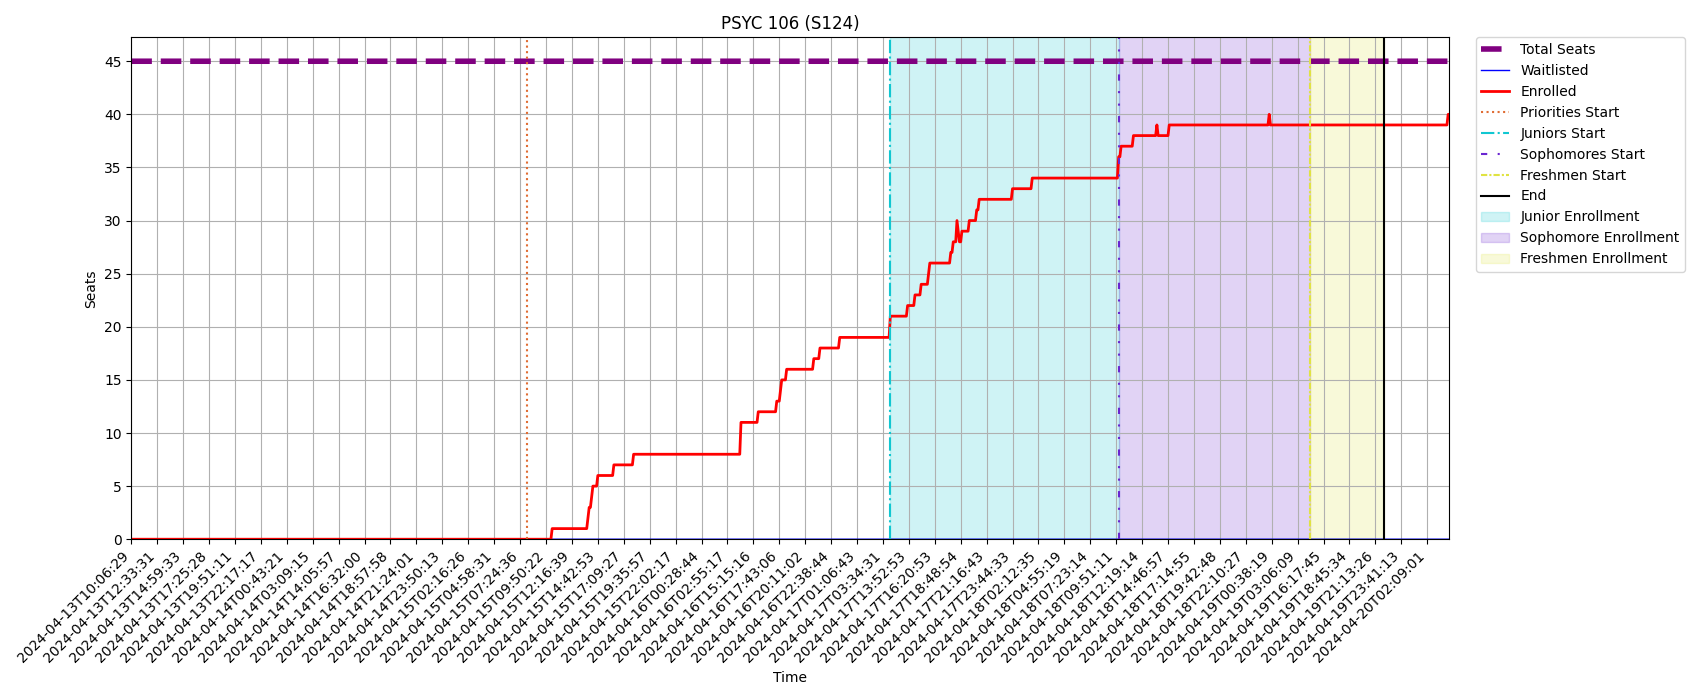 PSYC 106 (S124)
Total Seats
Waitlisted
Enrolled
Priorities Start
Juniors Start
Sophomores Start
Freshmen Start
End
Junior Enrollment
Sophomore Enrollment
Freshmen Enrollment
Seats
45
40
35
30
25
20
15
10
5
0
2024-04-13T10:06:29
2024-04-13T12:33:31
2024-04-13T14:59:33
2024-04-13T17:25:28
2024-04-13T19:51:11
2024-04-13T22:17:17
2024-04-14T00:43:21
2024-04-14T03:09:15
2024-04-14T14:05:57
2024-04-14T16:32:00
2024-04-14T18:57:58
2024-04-14T21:24:01
2024-04-14T23:50:13
2024-04-15T02:16:26
2024-04-15T04:58:31
2024-04-15T07:24:36
2024-04-15T09:50:22
2024-04-15T12:16:39
2024-04-15T14:42:53
2024-04-15T17:09:27
2024-04-15T19:35:57
2024-04-15T22:02:17
2024-04-16T00:28:44
2024-04-16T02:55:17
2024-04-16T15:15:16
2024-04-16T17:43:06
2024-04-16T20:11:02
2024-04-16T22:38:44
2024-04-17T01:06:43
2024-04-17T03:34:31
2024-04-17T13:52:53
2024-04-17T16:20:53
2024-04-17T18:48:54
2024-04-17T21:16:43
2024-04-17T23:44:33
2024-04-18T02:12:35
2024-04-18T04:55:19
2024-04-18T07:23:14
2024-04-18T09:51:11
2024-04-18T12:19:14
2024-04-18T14:46:57
2024-04-18T17:14:55
2024-04-18T19:42:48
2024-04-18T22:10:27
2024-04-19T00:38:19
2024-04-19T03:06:09
2024-04-19T16:17:45
2024-04-19T18:45:34
2024-04-19T21:13:26
2024-04-19T23:41:13
2024-04-20T02:09:01
Time